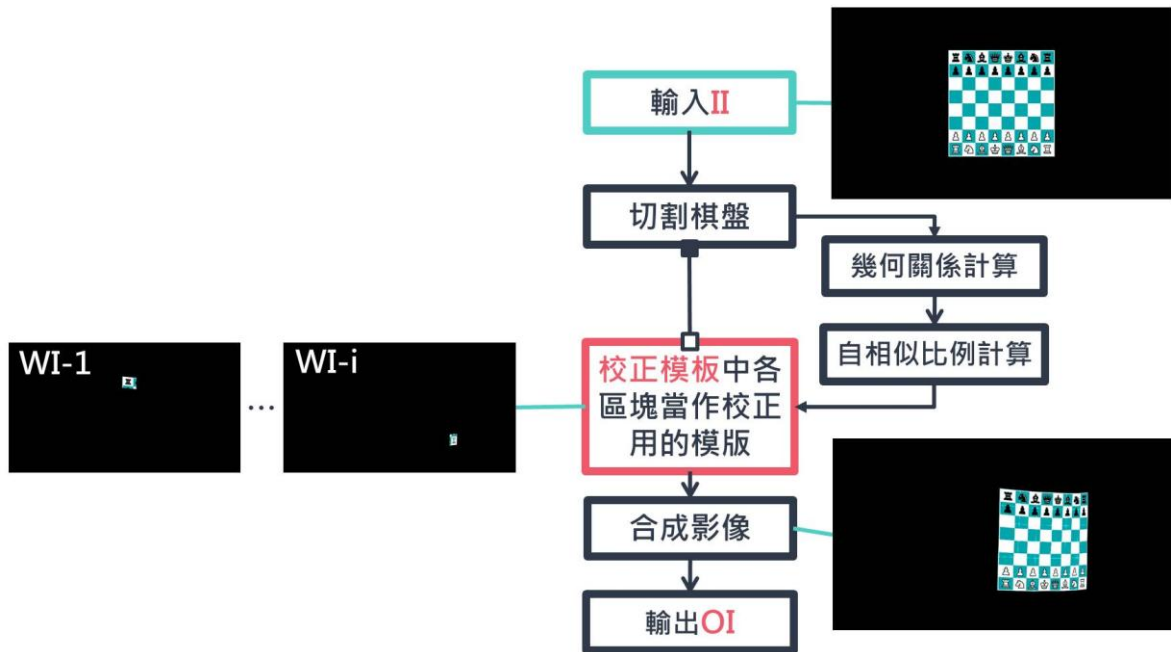 輸入II
切割棋盤
幾何關係計算
自相似比例計算
WI-1
...
WI-i
校正模板中各
區塊當作校正
用的模版
合成影像
輸出OI